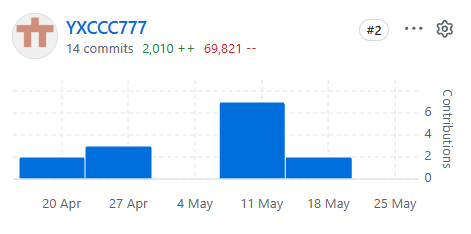 YXCCC777
#2
14 commits 2,010 ++ 69,821 --
6
4
2
0
Contributions
20 Apr 27 Apr 4 May 11 May 18 May 25 May